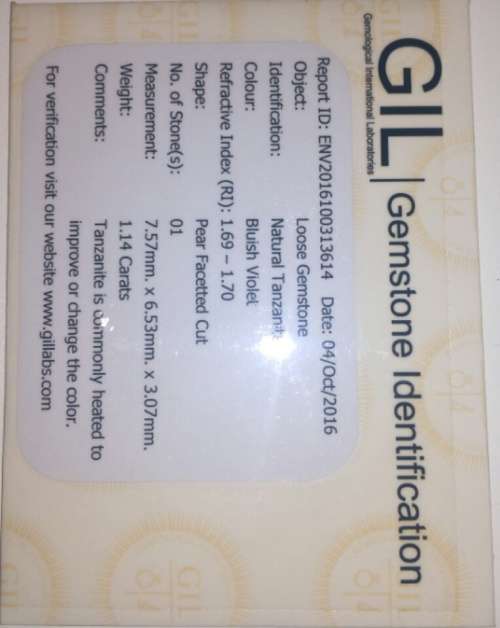 GIL | Gemstone Identification
Gemological International Laboratories
Report ID: ENV2016100313614 Date: 04/Oct/2016
Object: Loose Gemstone
Identification: Natural Tanzanite
Colour: Bluish Violet
Refractive Index (RI): 1.69 – 1.70
Shape: Pear Facetted Cut
No. of Stone(s): 01
Measurement: 7.57mm. x 6.53mm. x 3.07mm.
Weight: 1.14 Carats
Comments: Tanzanite is commonly heated to
improve or change the color.
For verification visit our website www.gillabs.com